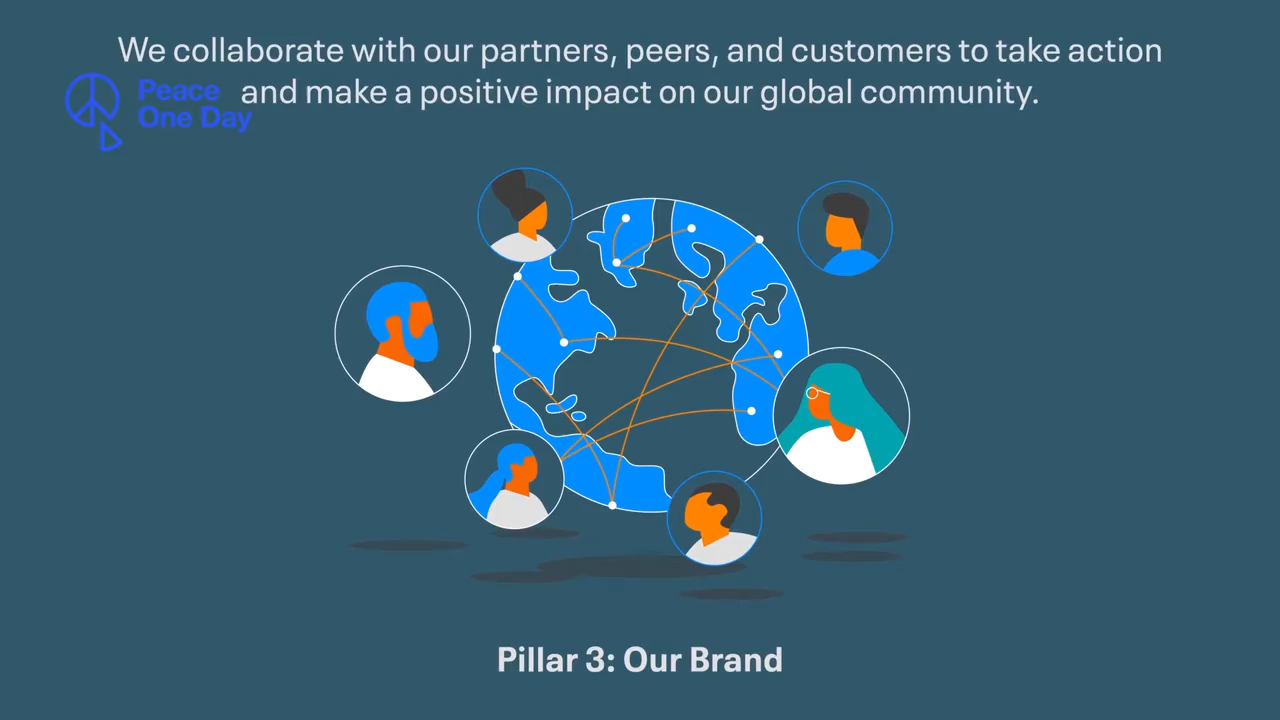 We collaborate with our partners, peers, and customers to take action
and make a positive impact on our global community.
Peace
One Day
Pillar 3: Our Brand